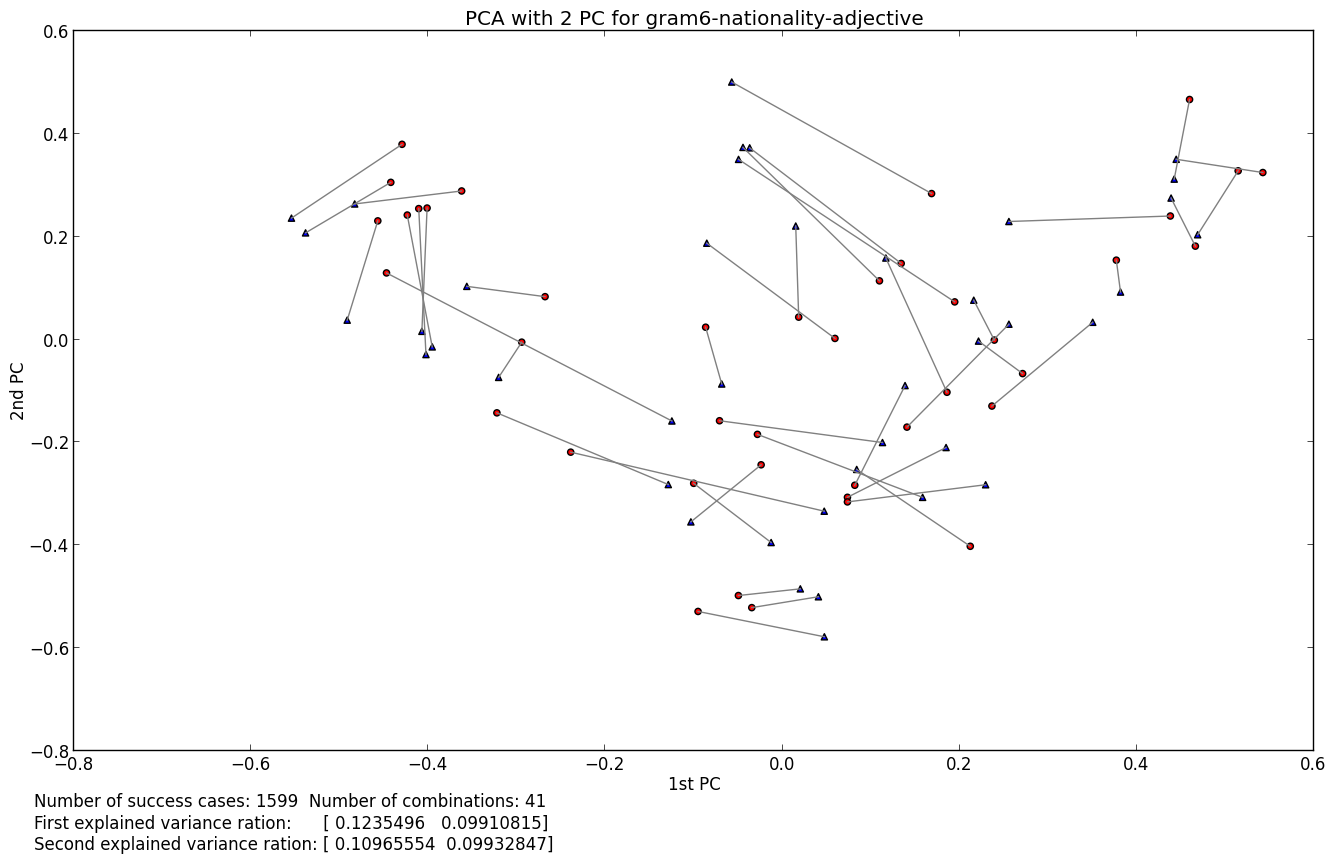 PCA with 2 PC for gram6-nationality-adjective
0.6
0.4
0.2
0.0
−0.2
−0.4
−0.6
−0.8
2nd PC
−0.8 −0.6 −0.4 −0.2 0.0 0.2 0.4 0.6
1st PC
Number of success cases: 1599 Number of combinations: 41
First explained variance ration: [ 0.1235496 0.09910815]
Second explained variance ration: [ 0.10965554 0.09932847]